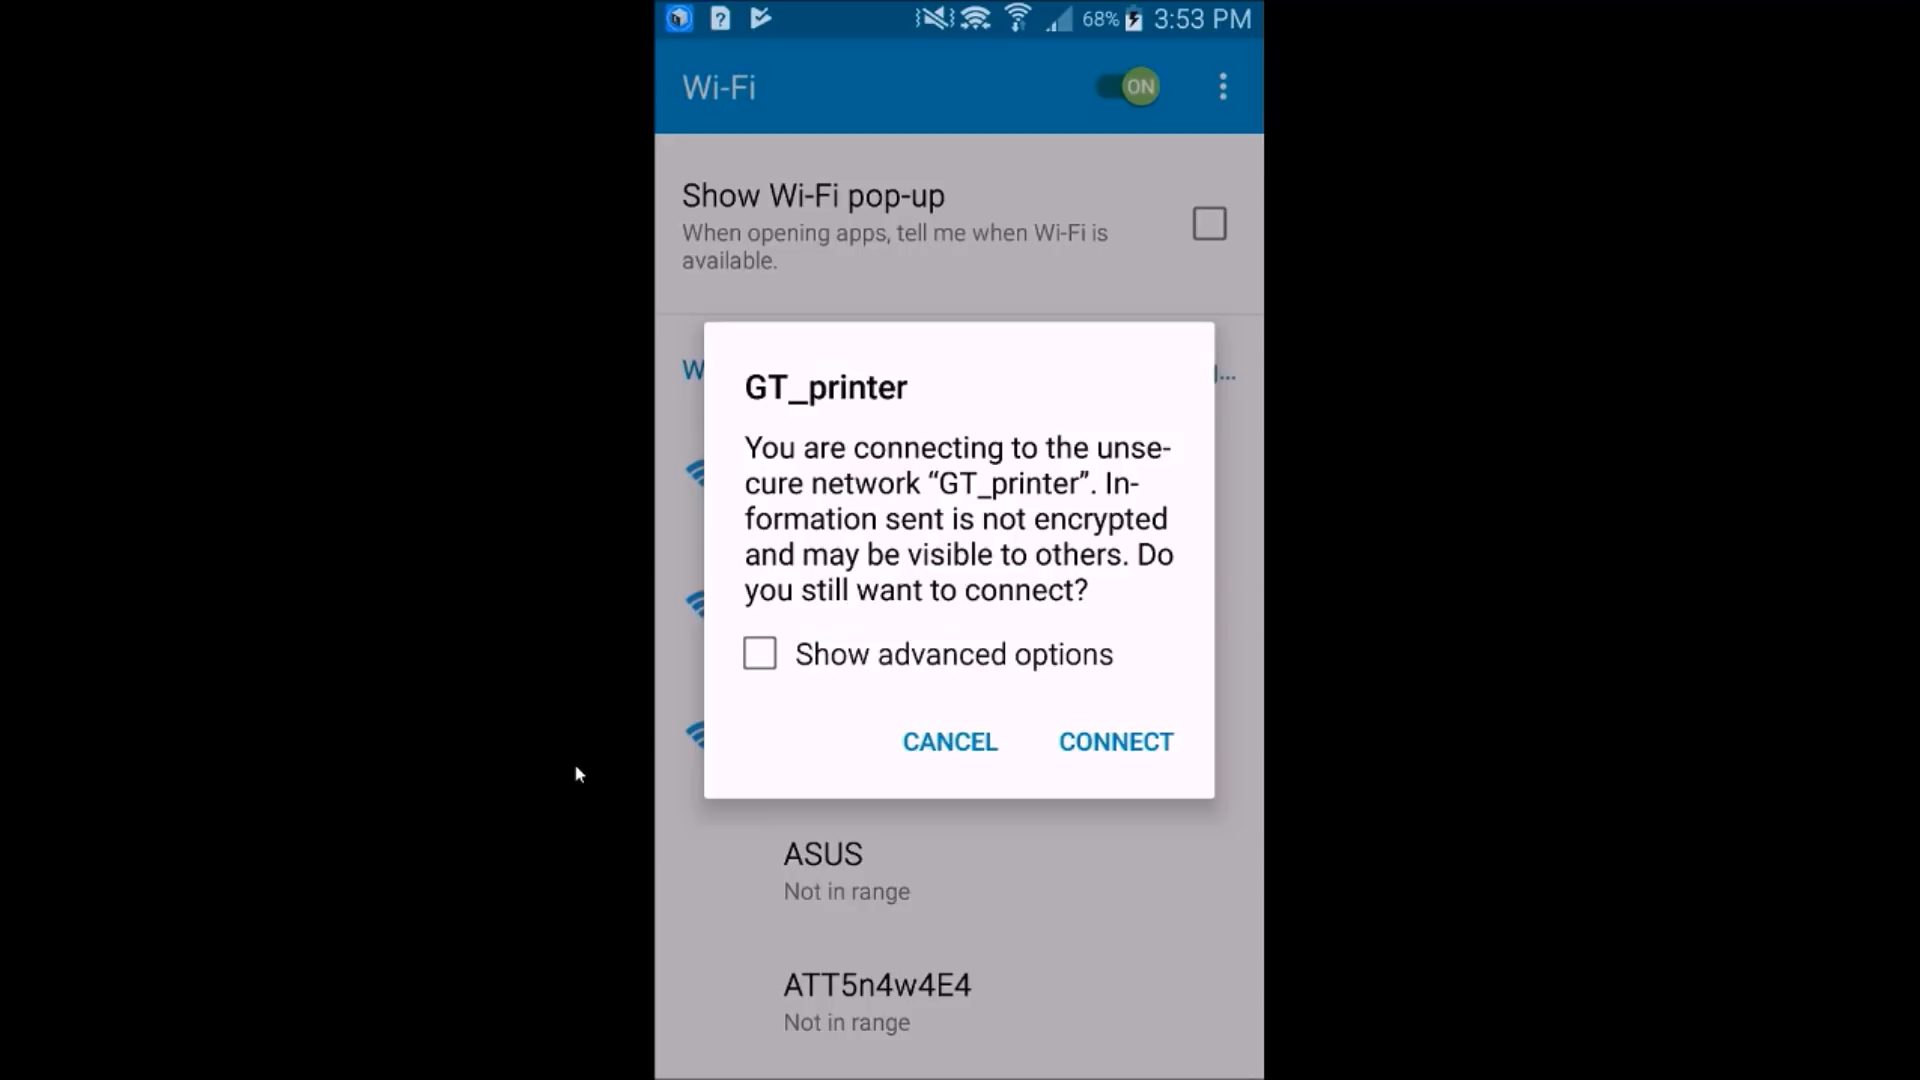 68% 3:53 PM
Wi-Fi
ON
Show Wi-Fi pop-up
When opening apps, tell me when Wi-Fi is
available.
GT_printer
You are connecting to the unse-
cure network “GT_printer”. In-
formation sent is not encrypted
and may be visible to others. Do
you still want to connect?
Show advanced options
CANCEL CONNECT
ASUS
Not in range
ATT5n4w4E4
Not in range